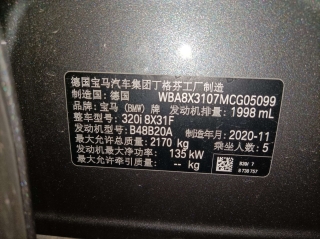 德国宝马汽车集团丁格芬工厂制造
制造国：德国 WBA8X3107MCG05099
品牌：宝马（BMW）牌 发动机排量：1998 mL
整车型号：320i 8X31F
发动机型号：B48B20A 制造年月：2020-11
最大允许总质量：2170 kg 乘坐人数：5
发动机最大净功率：135 kW
最大允许牵引质量：-- kg